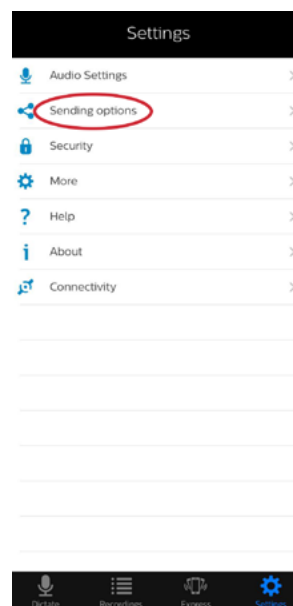 Settings
Audio Settings
Sending options
Security
More
? Help
i About
Connectivity
Dictate Recordings Express Settings